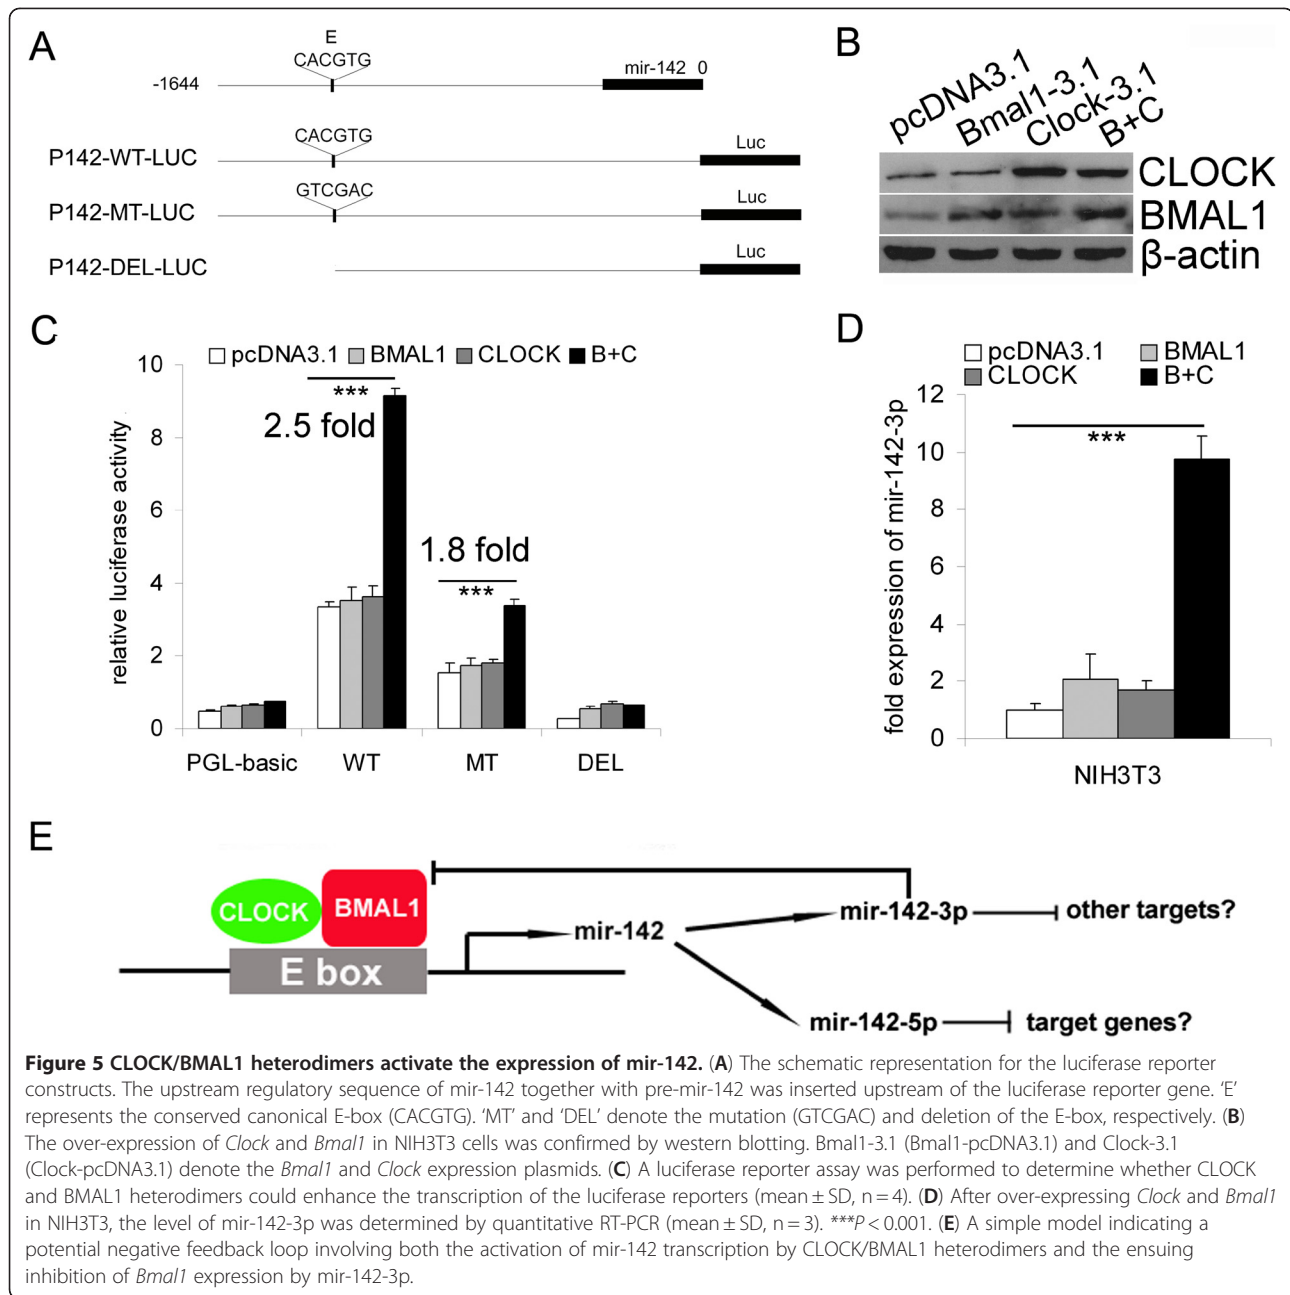 A
E
CACGTG
-1644
mir-142 0
CACGTG
P142-WT-LUC
Luc
GTCGAC
P142-MT-LUC
Luc
P142-DEL-LUC
Luc
B
pcDNA3.1
Bmal1-3.1
Clock-3.1
B+C
CLOCK
BMAL1
β-actin
C
pcDNA3.1 BMAL1 CLOCK B+C
relative luciferase activity
10
8
6
4
2
0
***
2.5 fold
1.8 fold
***
PGL-basic WT MT DEL
D
pcDNA3.1 BMAL1
CLOCK B+C
fold expression of mir-142-3p
12
10
8
6
4
2
0
***
NIH3T3
E
CLOCK
BMAL1
E box
mir-142
mir-142-3p
other targets?
mir-142-5p
target genes?
Figure 5 CLOCK/BMAL1 heterodimers activate the expression of mir-142. (A) The schematic representation for the luciferase reporter
constructs. The upstream regulatory sequence of mir-142 together with pre-mir-142 was inserted upstream of the luciferase reporter gene. 'E'
represents the conserved canonical E-box (CACGTG). 'MT' and 'DEL' denote the mutation (GTCGAC) and deletion of the E-box, respectively. (B)
The over-expression of Clock and Bmal1 in NIH3T3 cells was confirmed by western blotting. Bmal1-3.1 (Bmal1-pcDNA3.1) and Clock-3.1
(Clock-pcDNA3.1) denote the Bmal1 and Clock expression plasmids. (C) A luciferase reporter assay was performed to determine whether CLOCK
and BMAL1 heterodimers could enhance the transcription of the luciferase reporters (mean ± SD, n = 4). (D) After over-expressing Clock and Bmal1
in NIH3T3, the level of mir-142-3p was determined by quantitative RT-PCR (mean ± SD, n = 3). ***P < 0.001. (E) A simple model indicating a
potential negative feedback loop involving both the activation of mir-142 transcription by CLOCK/BMAL1 heterodimers and the ensuing
inhibition of Bmal1 expression by mir-142-3p.